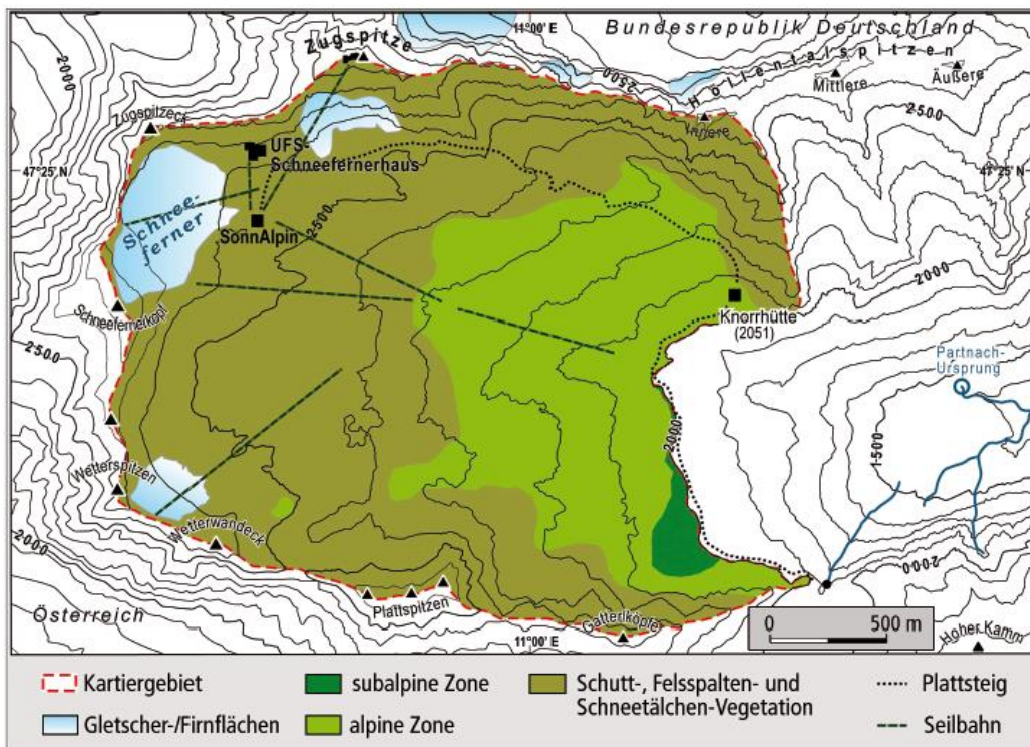 11°00' E
Bundesrepublik Deutschland
Zugspitze
2000
2500
Höllentalspitzen
Mittlere
Äußere
Zugspitzeck
Innere
2500
47°25' N
UFS-
Schneefernerhaus
47°25' N
Schnee-
ferner
SonnAlpin
2500
2000
Knorrhütte
(2051)
Schneefernerkopf
2500
Partnach-
Ursprung
2000
1500
Wetterspitzen
Wetterwandeck
2000
2000
Plattspitzen
Österreich
Gatterlköpfe
11°00' E
0 500 m
Hoher Kamm
Kartiergebiet
subalpine Zone
Schutt-, Felsspalten- und
Schneetälchen-Vegetation
Plattsteig
Gletscher-/Firnflächen
alpine Zone
Seilbahn